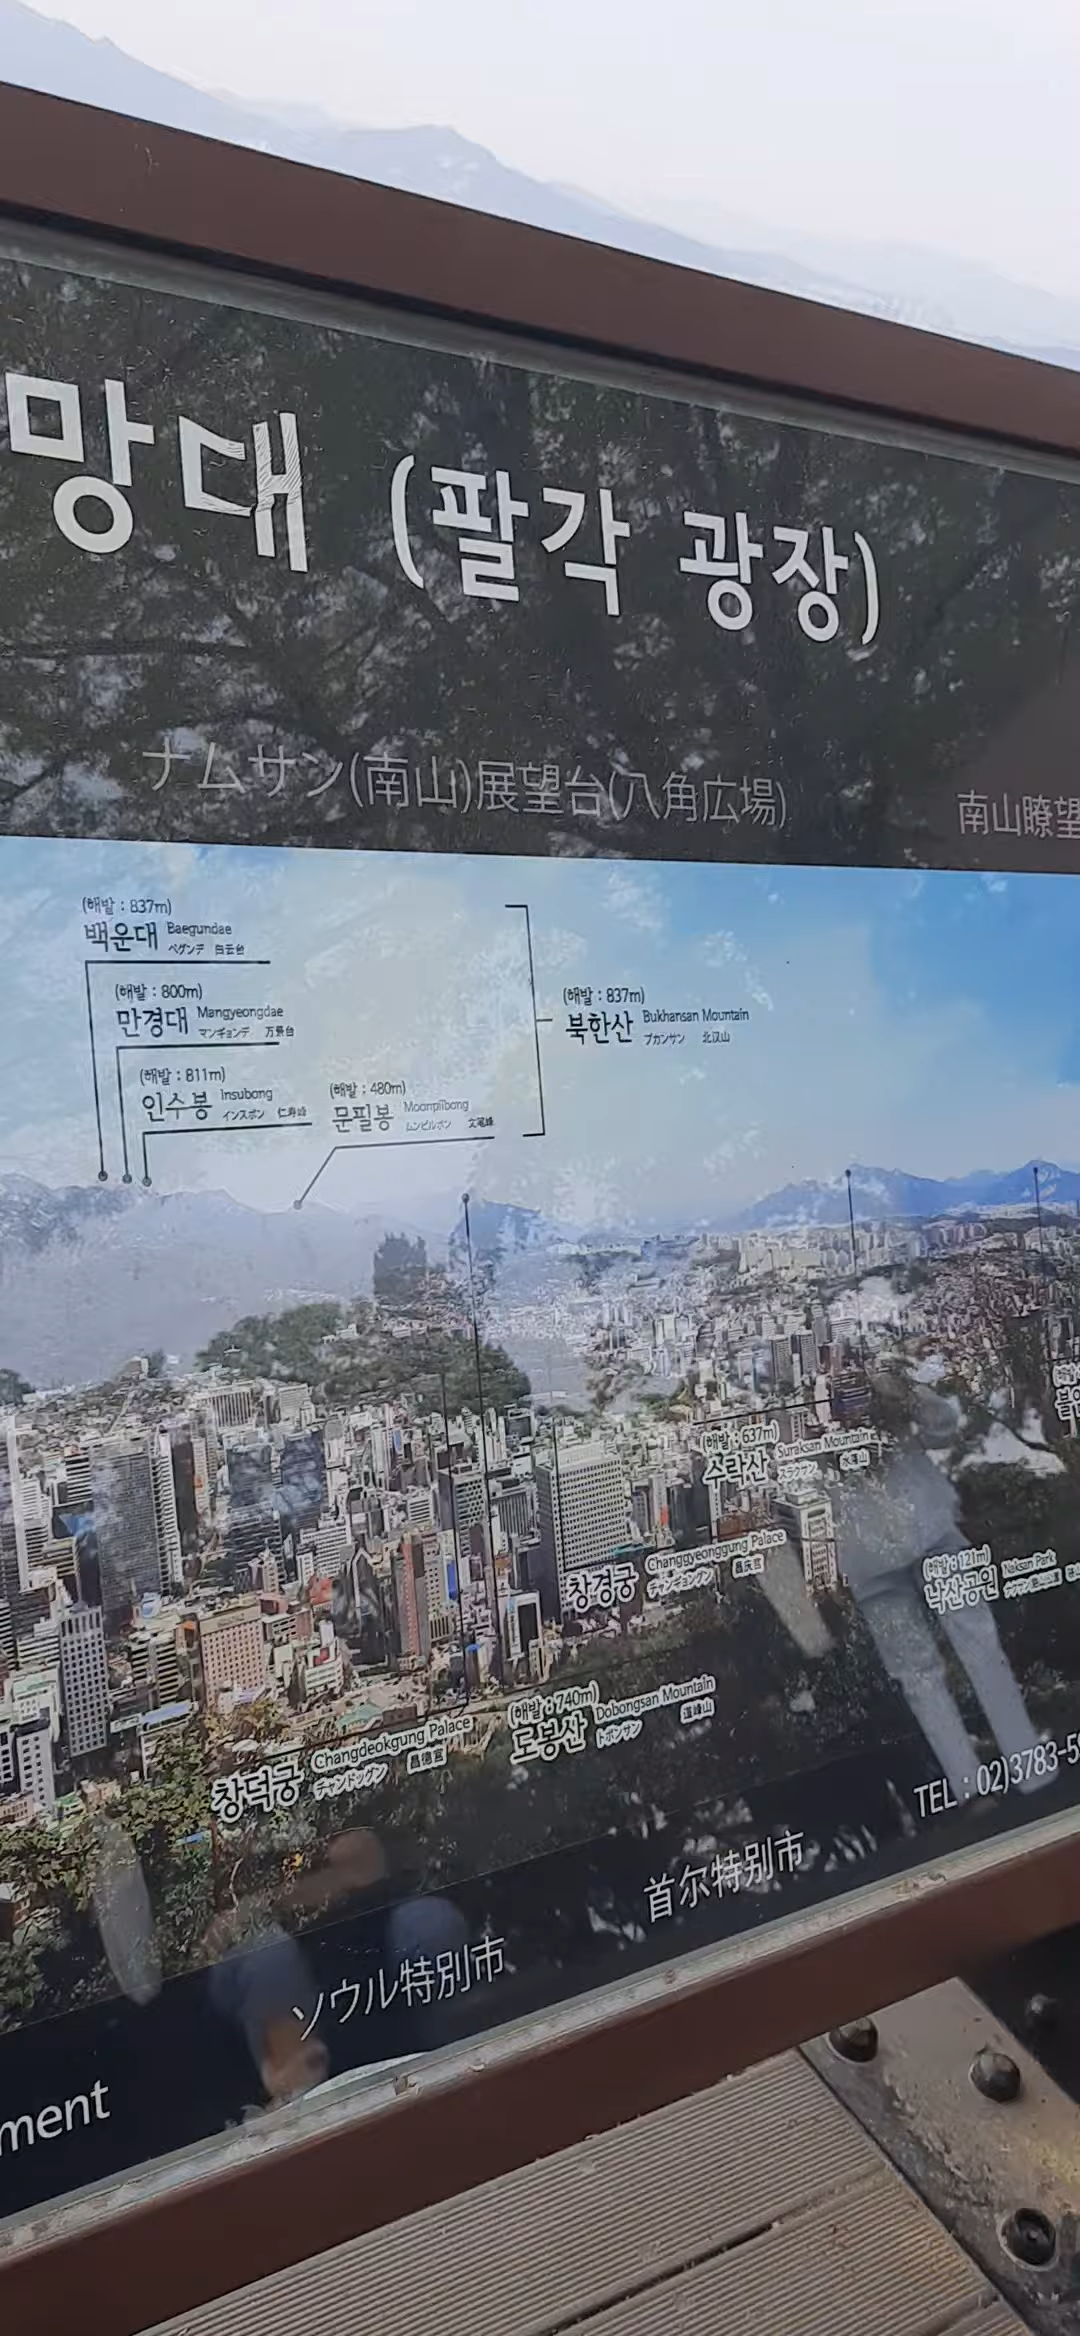 망대 (팔각 광장)
ナムサン(南山)展望台(八角広場)
南山瞭望
(해발 : 837m)
백운대 Baegundae
ペグンデ 白云台
(해발 : 800m)
만경대 Mangyeongdae
マンギョンデ 万景台
(해발 : 811m)
인수봉 Insubong
インスボン 仁寿峰
(해발 : 480m)
문필봉 Moonpilbong
ムンピルボン 文笔峰
(해발 : 837m)
북한산 Bukhansan Mountain
プカンサン 北汉山
(해발 : 637m)
수락산 Suraksan Mountain
スラクサン 水落山
창경궁 Changgyeonggung Palace
チャンギョングン 昌庆宫
(해발 : 121m)
낙산공원 Naksan Park
(해발 : 740m)
도봉산 Dobongsan Mountain
トボンサン 道峰山
창덕궁 Changdeokgung Palace
チャンドックン 昌德宫
TEL : 02)3783-5
首尔特别市
ソウル特別市
ment